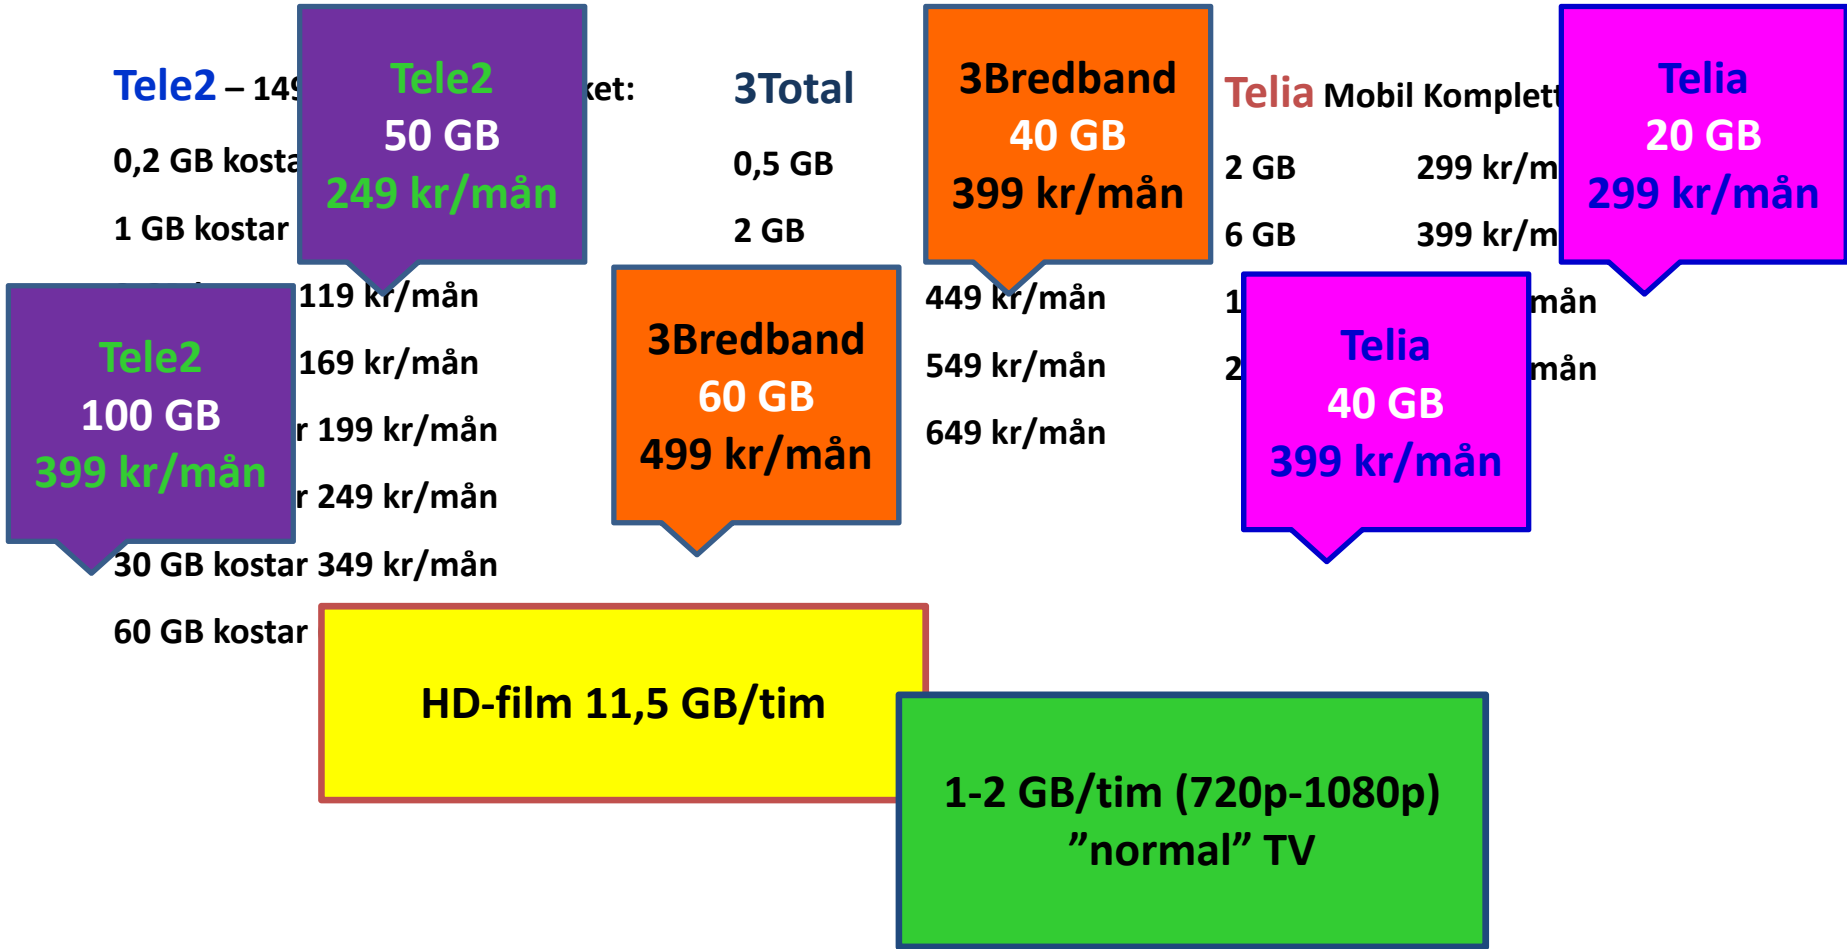 Tele2 – 149
ket:
0,2 GB kostar
1 GB kostar
119 kr/mån
169 kr/mån
r 199 kr/mån
r 249 kr/mån
30 GB kostar 349 kr/mån
60 GB kostar
Tele2
50 GB
249 kr/mån
Tele2
100 GB
399 kr/mån
3Total
0,5 GB
2 GB
449 kr/mån
549 kr/mån
649 kr/mån
3Bredband
40 GB
399 kr/mån
3Bredband
60 GB
499 kr/mån
Telia Mobil Komplett
2 GB 299 kr/m
6 GB 399 kr/m
1 mån
2 mån
Telia
20 GB
299 kr/mån
Telia
40 GB
399 kr/mån
HD-film 11,5 GB/tim
1-2 GB/tim (720p-1080p)
”normal” TV